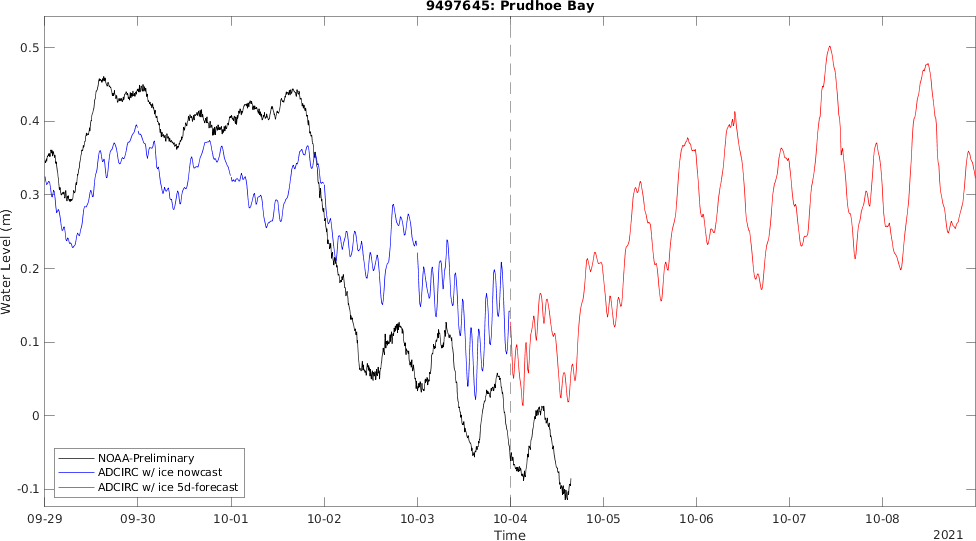 9497645: Prudhoe Bay
0.5
0.4
0.3
0.2
0.1
0
-0.1
Water Level (m)
NOAA-Preliminary
ADCIRC w/ ice nowcast
ADCIRC w/ ice 5d-forecast
09-29 09-30 10-01 10-02 10-03 10-04 10-05 10-06 10-07 10-08
Time
2021